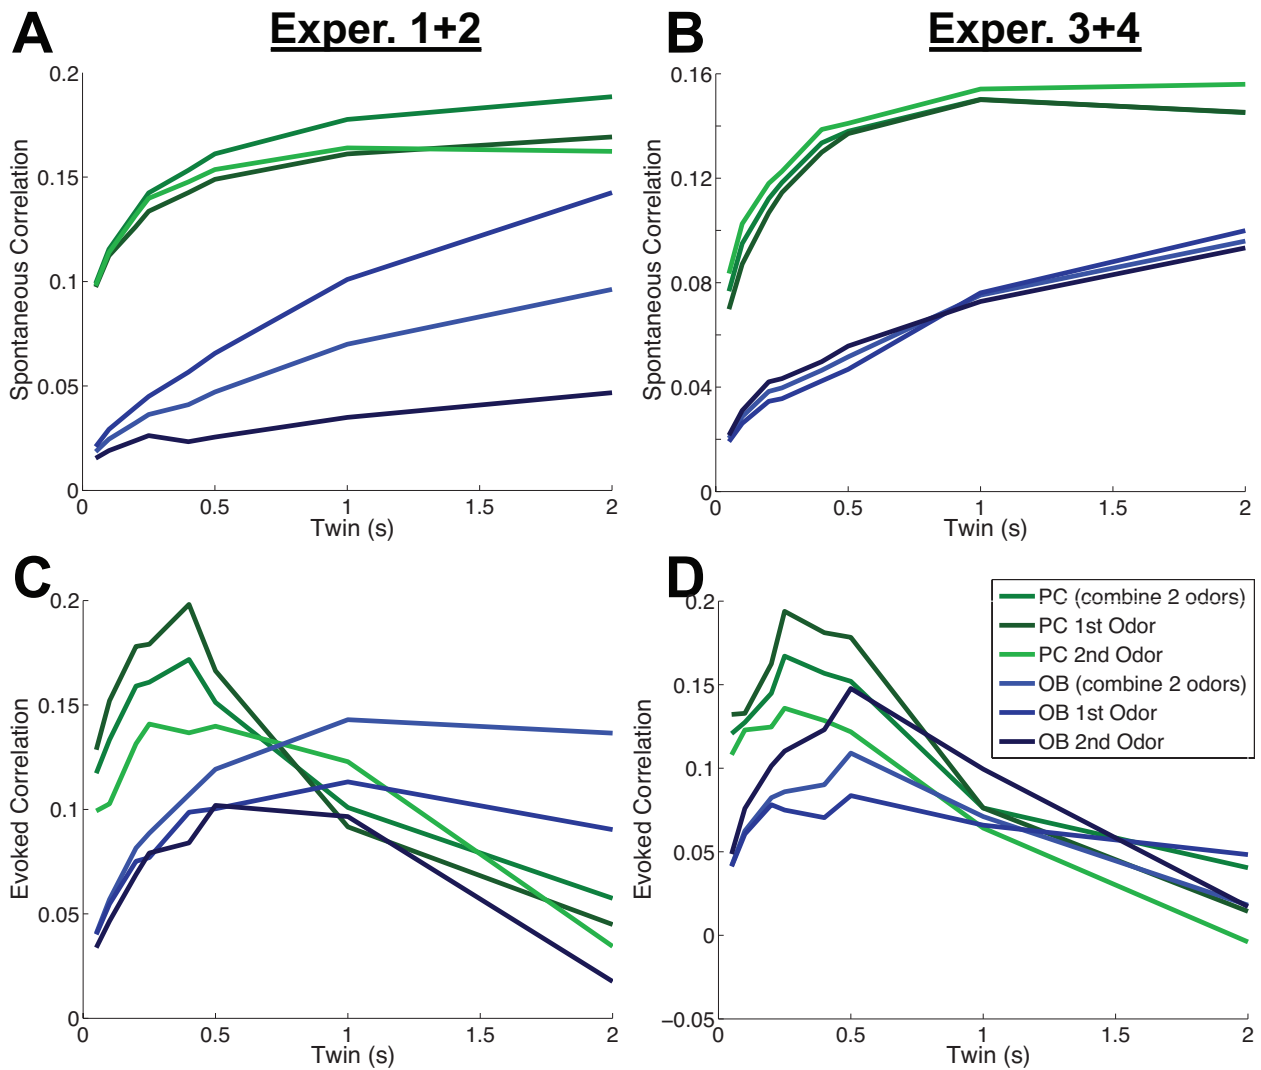 A
Exper. 1+2
B
Exper. 3+4
Spontaneous Correlation
0.2
0.15
0.1
0.05
0
0
0.5
1
1.5
2
Twin (s)
Spontaneous Correlation
0.16
0.12
0.08
0.04
0
0
0.5
1
1.5
2
Twin (s)
C
Evoked Correlation
0.2
0.15
0.1
0.05
0
0
0.5
1
1.5
2
Twin (s)
D
Evoked Correlation
0.2
0.15
0.1
0.05
0
−0.05
0
0.5
1
1.5
2
Twin (s)
PC (combine 2 odors)
PC 1st Odor
PC 2nd Odor
OB (combine 2 odors)
OB 1st Odor
OB 2nd Odor